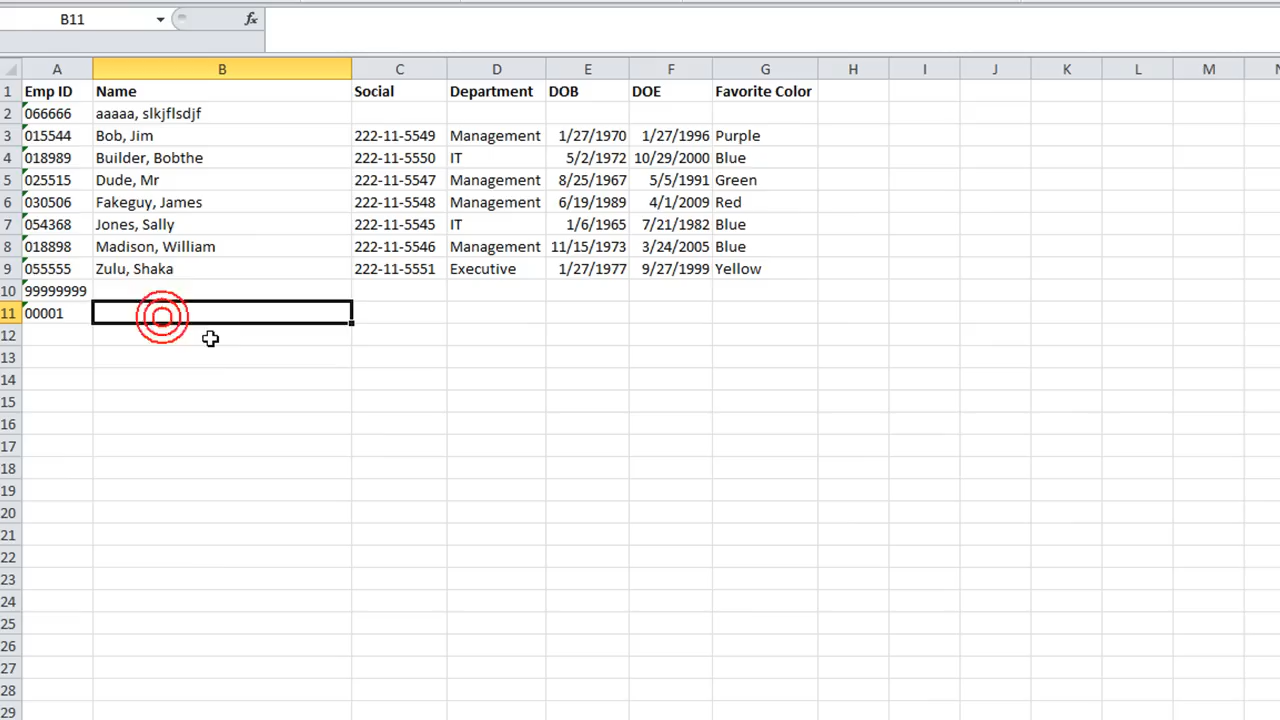 B11 fx
A B C D E F G H I J K L M
1 Emp ID Name Social Department DOB DOE Favorite Color
2 066666 aaaaa, slkjflsdjf
3 015544 Bob, Jim 222-11-5549 Management 1/27/1970 1/27/1996 Purple
4 018989 Builder, Bobthe 222-11-5550 IT 5/2/1972 10/29/2000 Blue
5 025515 Dude, Mr 222-11-5547 Management 8/25/1967 5/5/1991 Green
6 030506 Fakeguy, James 222-11-5548 Management 6/19/1989 4/1/2009 Red
7 054368 Jones, Sally 222-11-5545 IT 1/6/1965 7/21/1982 Blue
8 018898 Madison, William 222-11-5546 Management 11/15/1973 3/24/2005 Blue
9 055555 Zulu, Shaka 222-11-5551 Executive 1/27/1977 9/27/1999 Yellow
10 99999999
11 00001
12
13
14
15
16
17
18
19
20
21
22
23
24
25
26
27
28
29